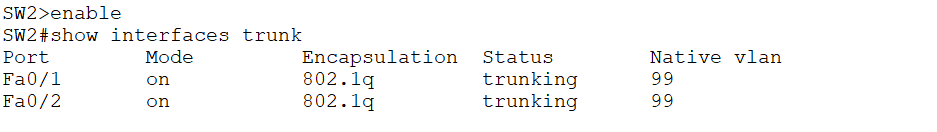 SW2>enable
SW2#show interfaces trunk
Port Mode Encapsulation Status Native vlan
Fa0/1 on 802.1q trunking 99
Fa0/2 on 802.1q trunking 99